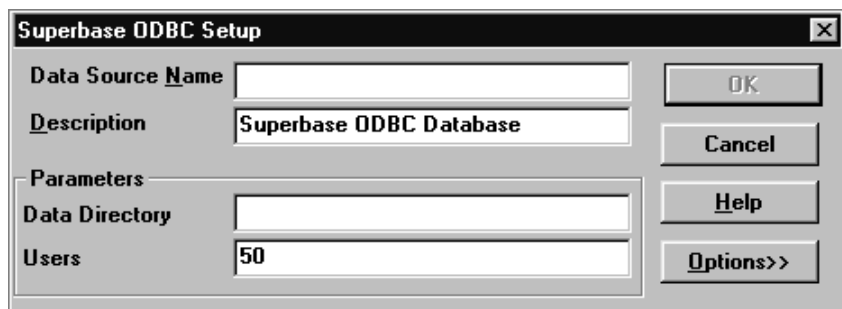 Superbase ODBC Setup
Data Source Name
OK
Description
Superbase ODBC Database
Cancel
Parameters
Data Directory
Help
Users
50
Options>>